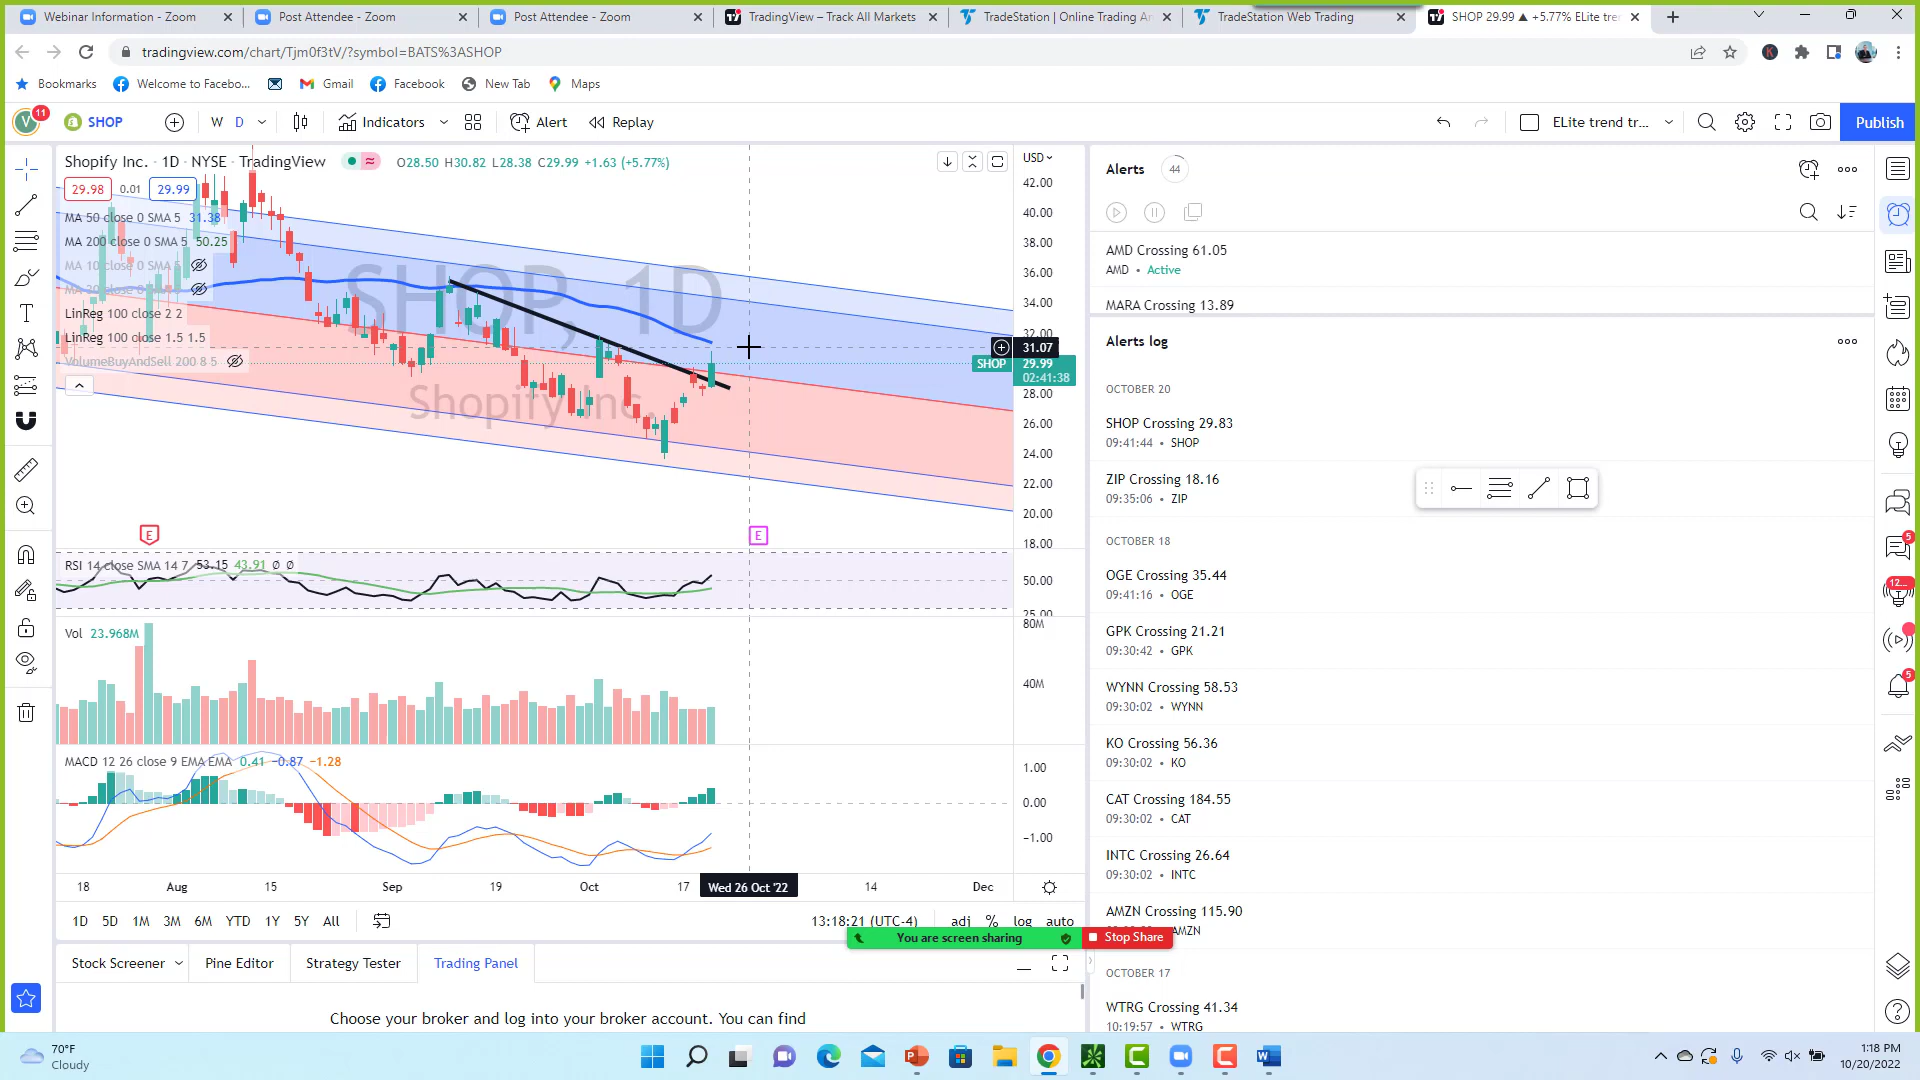 Webinar Information - Zoom
Post Attendee - Zoom
Post Attendee - Zoom
TradingView – Track All Markets
TradeStation | Online Trading An
TradeStation Web Trading
SHOP 29.99 ▲ +5.77% ELite tre
tradingview.com/chart/Tjm0f3tV/?symbol=BATS%3ASHOP
Bookmarks
Welcome to Facebo...
Gmail
Facebook
New Tab
Maps
V 11
SHOP
W D
Indicators
Alert
Replay
ELite trend tr...
Publish
Shopify Inc. · 1D · NYSE · TradingView
O28.50 H30.82 L28.38 C29.99 +1.63 (+5.77%)
29.98 0.01 29.99
MA 50 close 0 SMA 5 31.38
MA 200 close 0 SMA 5 50.25
MA 10 close 0 SMA 5
LinReg 100 close 2 2
LinReg 100 close 1.5 1.5
VolumeBuyAndSell 200 8 5
SHOP, 1D
Shopify Inc.
USD
42.00
40.00
38.00
36.00
34.00
32.00
31.07
SHOP 29.99
02:41:38
28.00
26.00
24.00
22.00
20.00
18.00
E
E
RSI 14 close SMA 14 7 53.15 43.91 Ø Ø
50.00
25.00
Vol 23.968M
80M
40M
MACD 12 26 close 9 EMA EMA 0.41 −0.87 −1.28
1.00
0.00
−1.00
18 Aug 15 Sep 19 Oct 17 Wed 26 Oct '22 14 Dec
1D 5D 1M 3M 6M YTD 1Y 5Y All
13:18:21 (UTC-4) adj % log auto
You are screen sharing
Stop Share
Stock Screener
Pine Editor
Strategy Tester
Trading Panel
Choose your broker and log into your broker account. You can find
Alerts 44
AMD Crossing 61.05
AMD • Active
MARA Crossing 13.89
Alerts log
OCTOBER 20
SHOP Crossing 29.83
09:41:44 • SHOP
ZIP Crossing 18.16
09:35:06 • ZIP
OCTOBER 18
OGE Crossing 35.44
09:41:16 • OGE
GPK Crossing 21.21
09:30:42 • GPK
WYNN Crossing 58.53
09:30:02 • WYNN
KO Crossing 56.36
09:30:02 • KO
CAT Crossing 184.55
09:30:02 • CAT
INTC Crossing 26.64
09:30:02 • INTC
AMZN Crossing 115.90
AMZN
OCTOBER 17
WTRG Crossing 41.34
10:19:57 • WTRG
5
12...
5
70°F
Cloudy
1:18 PM
10/20/2022